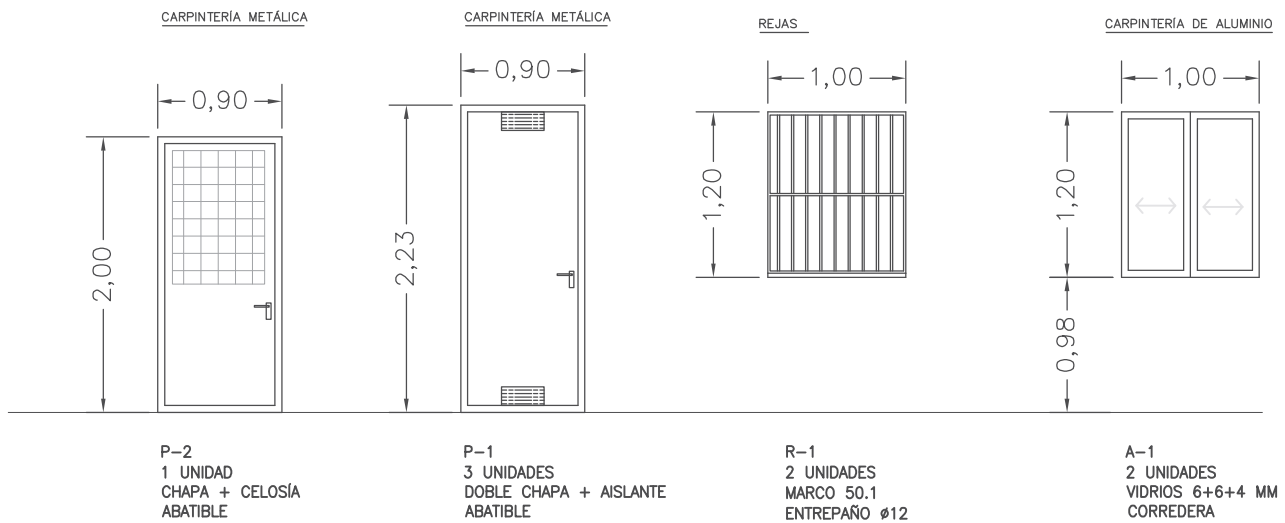 CARPINTERÍA METÁLICA
CARPINTERÍA METÁLICA
REJAS
CARPINTERÍA DE ALUMINIO
0,90
0,90
1,00
1,00
2,00
2,23
1,20
1,20
0,98
P-2
1 UNIDAD
CHAPA + CELOSÍA
ABATIBLE
P-1
3 UNIDADES
DOBLE CHAPA + AISLANTE
ABATIBLE
R-1
2 UNIDADES
MARCO 50.1
ENTREPAÑO ø12
A-1
2 UNIDADES
VIDRIOS 6+6+4 MM
CORREDERA